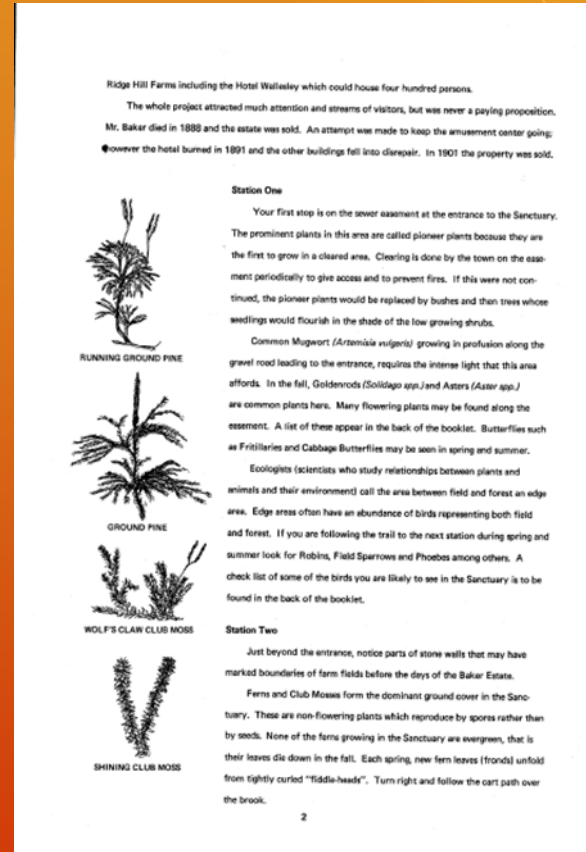 Ridge Hill Farms including the Hotel Wellesley which could house four hundred persons.
The whole project attracted much attention and streams of visitors, but was never a paying proposition.
Mr. Baker died in 1888 and the estate was sold. An attempt was made to keep the amusement center going;
however the hotel burned in 1891 and the other buildings fell into disrepair. In 1901 the property was sold.
Station One
Your first stop is on the sewer easement at the entrance to the Sanctuary.
The prominent plants in this area are called pioneer plants because they are
the first to grow in a cleared area. Clearing is done by the town on the ease-
ment periodically to give access and to prevent fires. If this were not con-
tinued, the pioneer plants would be replaced by bushes and then trees whose
seedlings would flourish in the shade of the low growing shrubs.
RUNNING GROUND PINE
Common Mugwort (Artemisia vulgaris) growing in profusion along the
gravel road leading to the entrance, requires the intense light that this area
affords. In the fall, Goldenrods (Solidago spp.) and Asters (Aster spp.)
are common plants here. Many flowering plants may be found along the
easement. A list of these appear in the back of the booklet. Butterflies such
as Fritillaries and Cabbage Butterflies may be seen in spring and summer.
Ecologists (scientists who study relationships between plants and
animals and their environment) call the area between field and forest an edge
area. Edge areas often have an abundance of birds representing both field
and forest. If you are following the trail to the next station during spring and
summer look for Robins, Field Sparrows and Phoebes among others. A
check list of some of the birds you are likely to see in the Sanctuary is to be
found in the back of the booklet.
GROUND PINE
WOLF'S CLAW CLUB MOSS
Station Two
Just beyond the entrance, notice parts of stone walls that may have
marked boundaries of farm fields before the days of the Baker Estate.
Ferns and Club Mosses form the dominant ground cover in the Sanc-
tuary. These are non-flowering plants which reproduce by spores rather than
by seeds. None of the ferns growing in the Sanctuary are evergreen, that is
their leaves die down in the fall. Each spring, new fern leaves (fronds) unfold
from tightly curled "fiddle-heads". Turn right and follow the cart path over
the brook.
SHINING CLUB MOSS
2